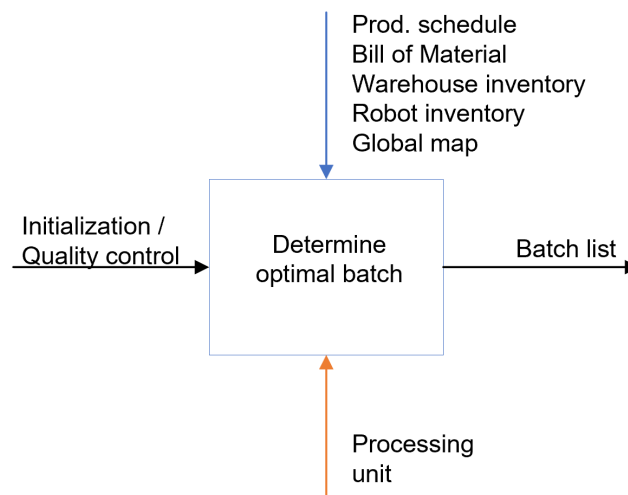 Prod. schedule
Bill of Material
Warehouse inventory
Robot inventory
Global map
Initialization /
Quality control
Determine
optimal batch
Batch list
Processing
unit